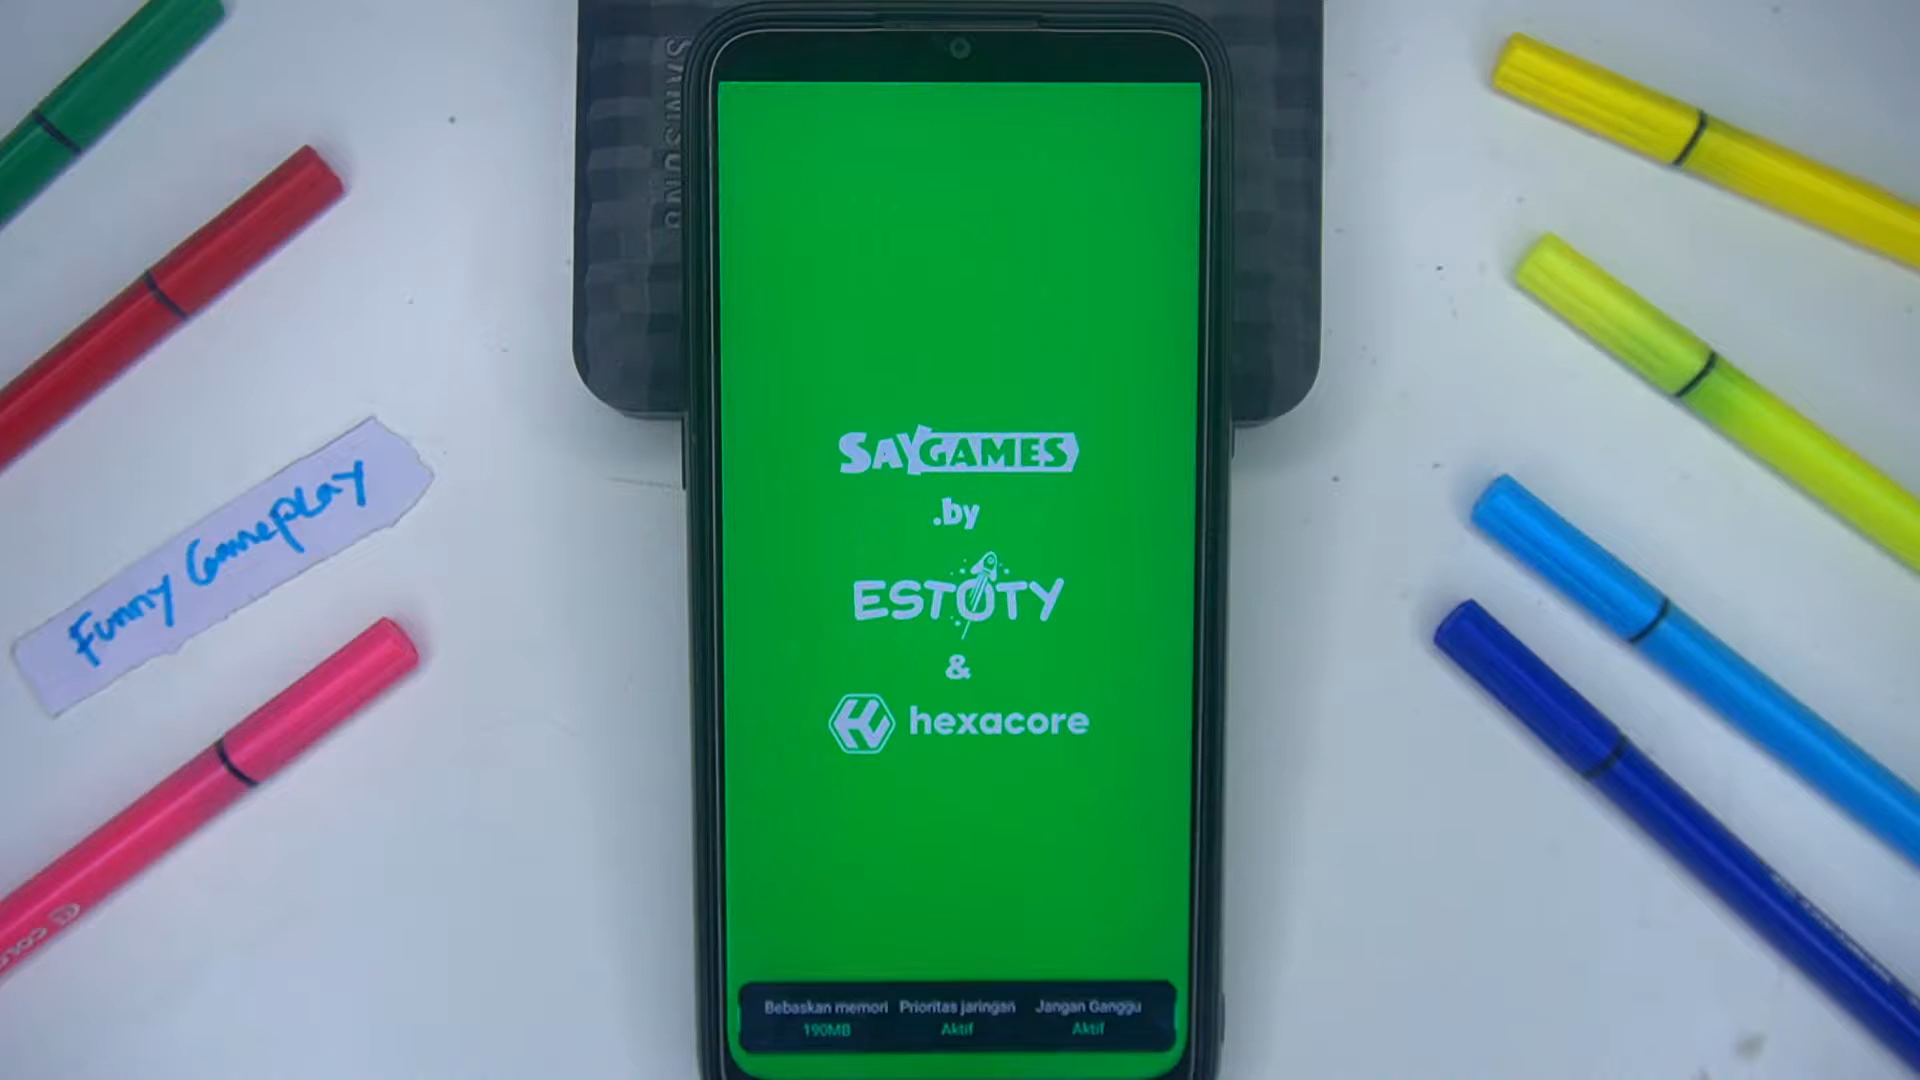 SAMSUNG
SAYGAMES
.by
ESTOTY
&
hexacore
Funny Gameplay
Bebaskan memori Prioritas jaringan Jangan Ganggu
190MB Aktif Aktif